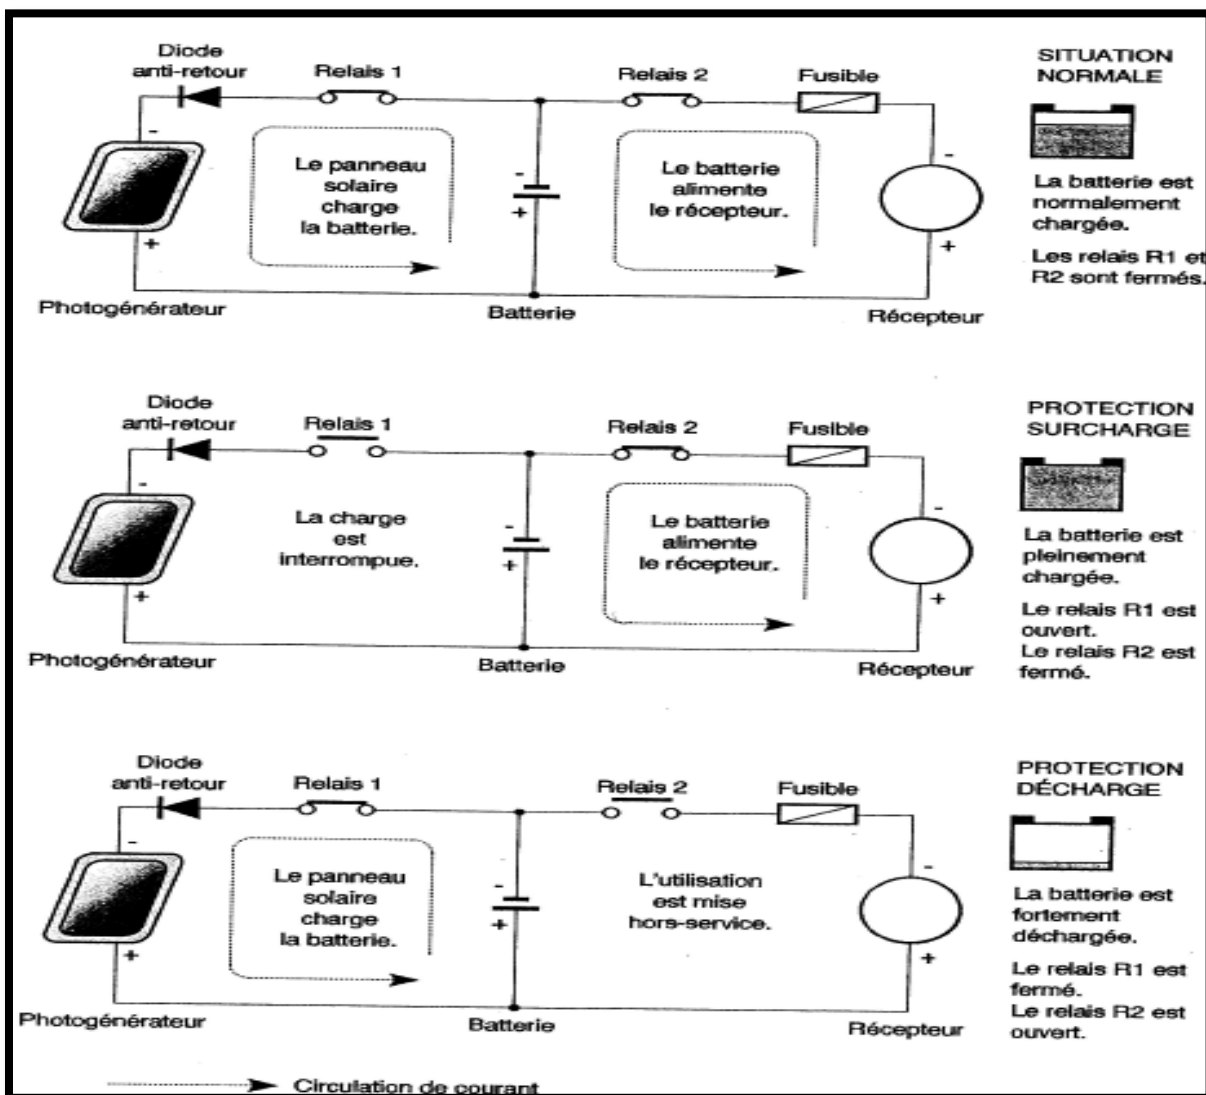 Diode
anti-retour
Relais 1
Relais 2
Fusible
-
+
Le panneau
solaire
charge
la batterie.
-
+
Le batterie
alimente
le récepteur.
-
+
Photogénérateur
Batterie
Récepteur
SITUATION
NORMALE
La batterie est
normalement
chargée.
Les relais R1 et
R2 sont fermés.
Diode
anti-retour
Relais 1
Relais 2
Fusible
-
+
La charge
est
interrompue.
-
+
Le batterie
alimente
le récepteur.
-
+
Photogénérateur
Batterie
Récepteur
PROTECTION
SURCHARGE
La batterie est
pleinement
chargée.
Le relais R1 est
ouvert.
Le relais R2 est
fermé.
Diode
anti-retour
Relais 1
Relais 2
Fusible
-
+
Le panneau
solaire
charge
la batterie.
-
+
L'utilisation
est mise
hors-service.
-
+
Photogénérateur
Batterie
Récepteur
PROTECTION
DÉCHARGE
La batterie est
fortement
déchargée.
Le relais R1 est
fermé.
Le relais R2 est
ouvert.
Circulation de courant